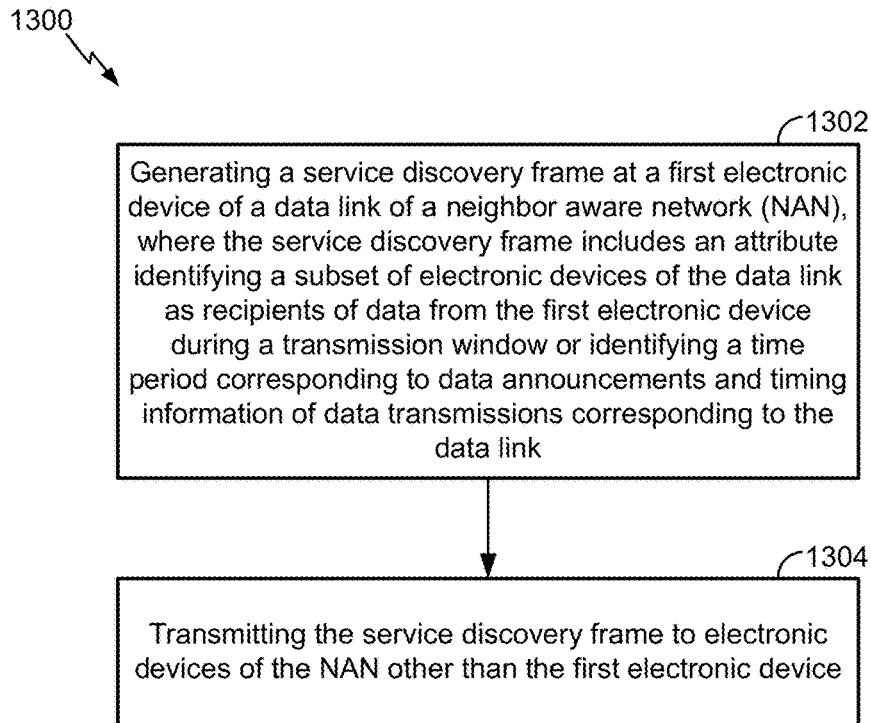 1300
1302
Generating a service discovery frame at a first electronic
device of a data link of a neighbor aware network (NAN),
where the service discovery frame includes an attribute
identifying a subset of electronic devices of the data link
as recipients of data from the first electronic device
during a transmission window or identifying a time
period corresponding to data announcements and timing
information of data transmissions corresponding to the
data link
1304
Transmitting the service discovery frame to electronic
devices of the NAN other than the first electronic device